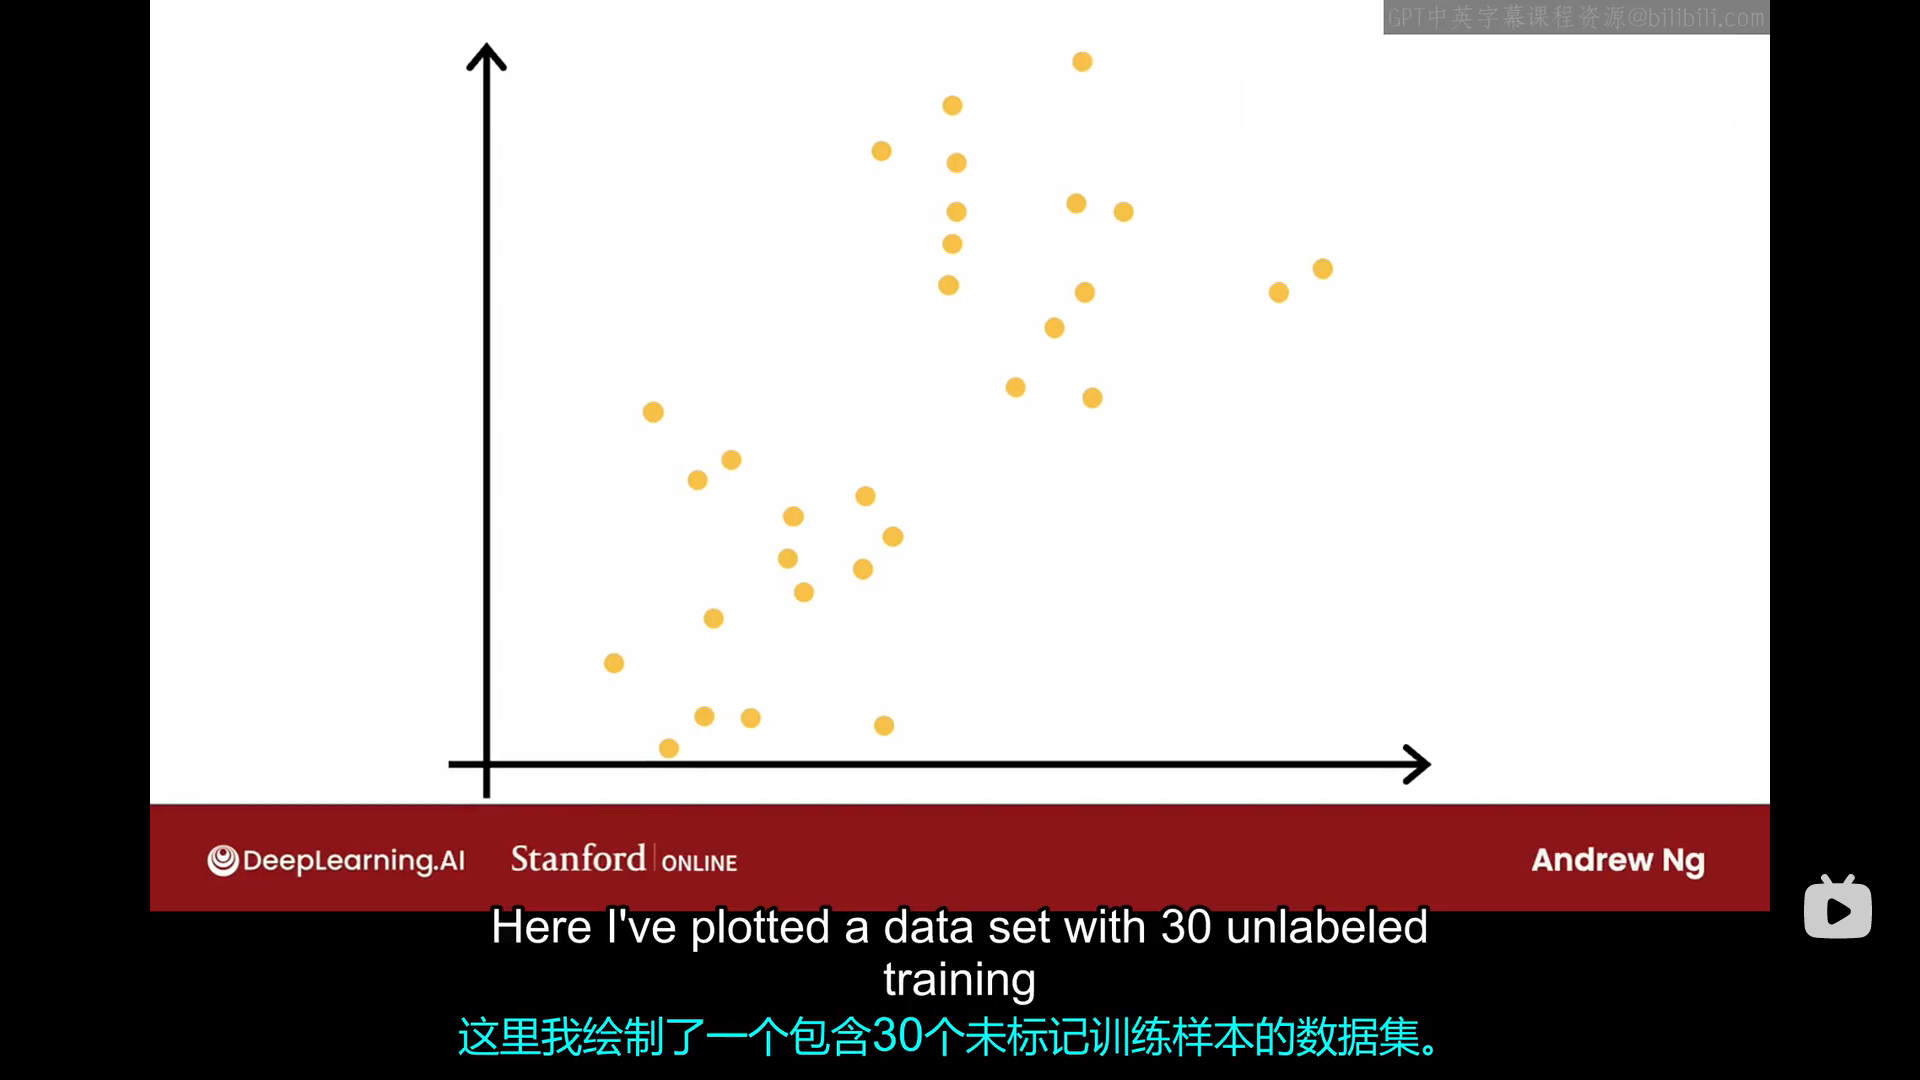 GPT中英字幕课程资源@bilibili.com
DeepLearning.AI
Stanford ONLINE
Andrew Ng
Here I've plotted a data set with 30 unlabeled
training
这里我绘制了一个包含30个未标记训练样本的数据集。